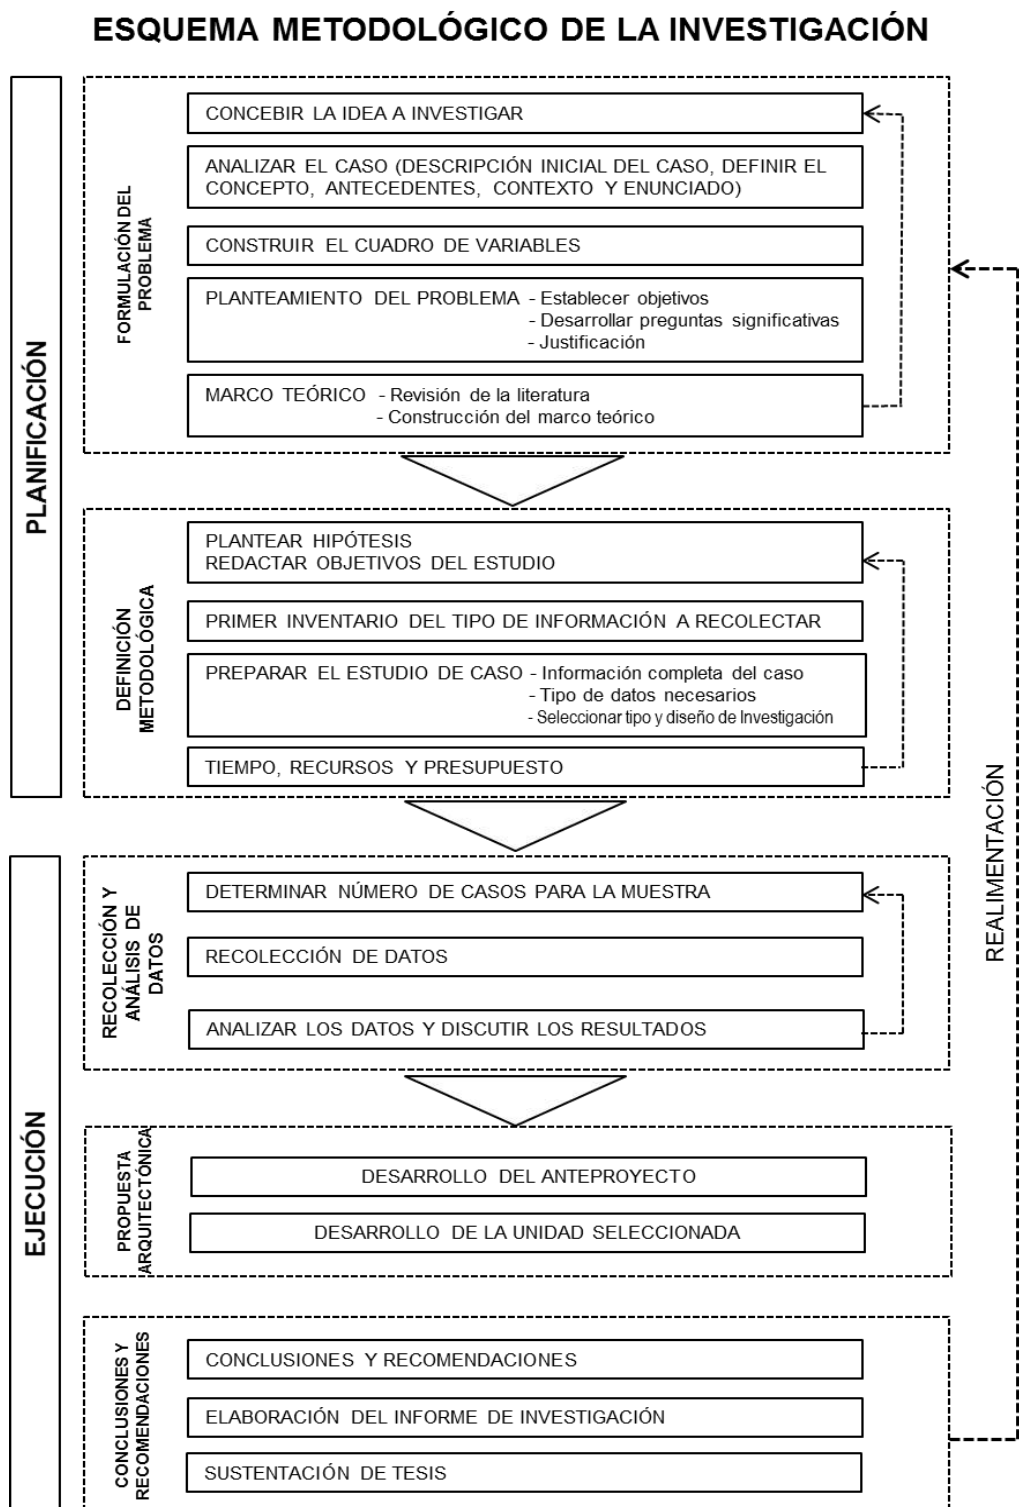 ESQUEMA METODOLÓGICO DE LA INVESTIGACIÓN
PLANIFICACIÓN
FORMULACIÓN DEL
PROBLEMA
CONCEBIR LA IDEA A INVESTIGAR
ANALIZAR EL CASO (DESCRIPCIÓN INICIAL DEL CASO, DEFINIR EL
CONCEPTO, ANTECEDENTES, CONTEXTO Y ENUNCIADO)
CONSTRUIR EL CUADRO DE VARIABLES
PLANTEAMIENTO DEL PROBLEMA - Establecer objetivos
- Desarrollar preguntas significativas
- Justificación
MARCO TEÓRICO - Revisión de la literatura
- Construcción del marco teórico
DEFINICIÓN
METODOLÓGICA
PLANTEAR HIPÓTESIS
REDACTAR OBJETIVOS DEL ESTUDIO
PRIMER INVENTARIO DEL TIPO DE INFORMACIÓN A RECOLECTAR
PREPARAR EL ESTUDIO DE CASO - Información completa del caso
- Tipo de datos necesarios
- Seleccionar tipo y diseño de Investigación
TIEMPO, RECURSOS Y PRESUPUESTO
REALIMENTACIÓN
EJECUCIÓN
RECOLECCIÓN Y
ANÁLISIS DE
DATOS
DETERMINAR NÚMERO DE CASOS PARA LA MUESTRA
RECOLECCIÓN DE DATOS
ANALIZAR LOS DATOS Y DISCUTIR LOS RESULTADOS
PROPUESTA
ARQUITECTÓNICA
DESARROLLO DEL ANTEPROYECTO
DESARROLLO DE LA UNIDAD SELECCIONADA
CONCLUSIONES Y
RECOMENDACIONES
CONCLUSIONES Y RECOMENDACIONES
ELABORACIÓN DEL INFORME DE INVESTIGACIÓN
SUSTENTACIÓN DE TESIS